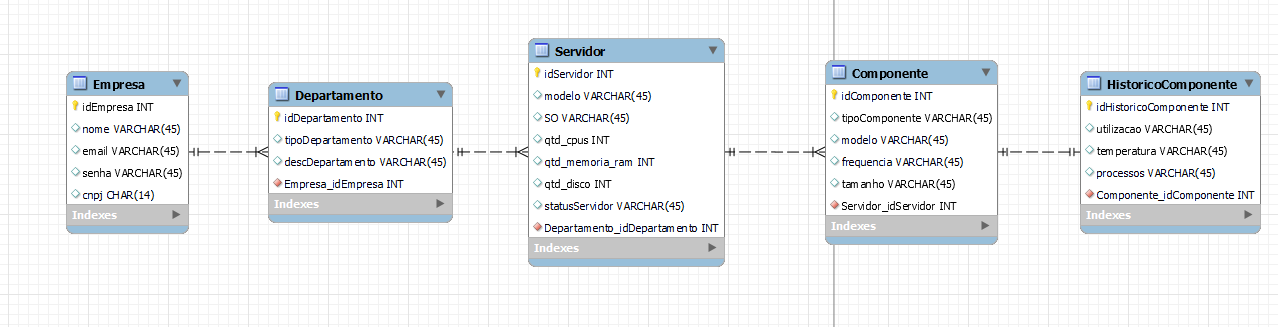 Empresa
idEmpresa INT
nome VARCHAR(45)
email VARCHAR(45)
senha VARCHAR(45)
cnpj CHAR(14)
Indexes
Departamento
idDepartamento INT
tipoDepartamento VARCHAR(45)
descDepartamento VARCHAR(45)
Empresa_idEmpresa INT
Indexes
Servidor
idServidor INT
modelo VARCHAR(45)
SO VARCHAR(45)
qtd_cpus INT
qtd_memoria_ram INT
qtd_disco INT
statusServidor VARCHAR(45)
Departamento_idDepartamento INT
Indexes
Componente
idComponente INT
tipoComponente VARCHAR(45)
modelo VARCHAR(45)
frequencia VARCHAR(45)
tamanho VARCHAR(45)
Servidor_idServidor INT
Indexes
HistoricoComponente
idHistoricoComponente INT
utilizacao VARCHAR(45)
temperatura VARCHAR(45)
processos VARCHAR(45)
Componente_idComponente INT
Indexes